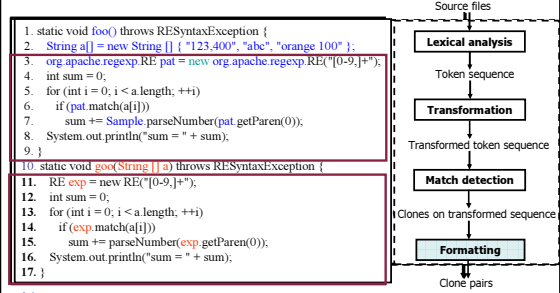 1. static void foo() throws RESyntaxException {
2. String a[] = new String [] { "123,400", "abc", "orange 100" };
3. org.apache.regexp.RE pat = new org.apache.regexp.RE("[0-9,]+");
4. int sum = 0;
5. for (int i = 0; i < a.length; ++i)
6. if (pat.match(a[i]))
7. sum += Sample.parseNumber(pat.getParen(0));
8. System.out.println("sum = " + sum);
9. }
10. static void goo(String [] a) throws RESyntaxException {
11. RE exp = new RE("[0-9,]+");
12. int sum = 0;
13. for (int i = 0; i < a.length; ++i)
14. if (exp.match(a[i]))
15. sum += parseNumber(exp.getParen(0));
16. System.out.println("sum = " + sum);
17. }
Source files
Lexical analysis
Token sequence
Transformation
Transformed token sequence
Match detection
Clones on transformed sequence
Formatting
Clone pairs